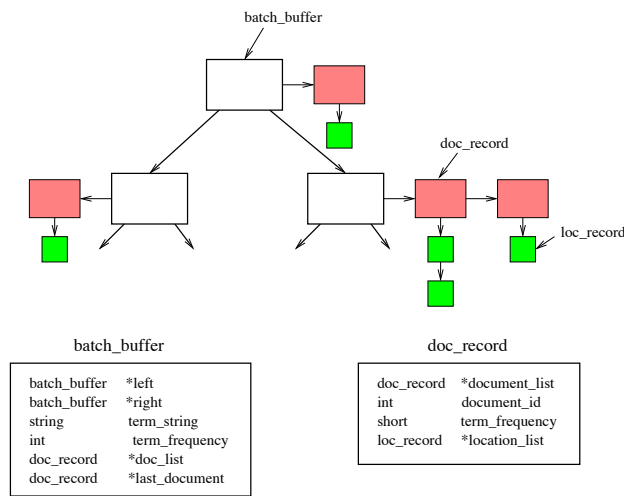 batch_buffer
doc_record
loc_record
batch_buffer
batch_buffer *left
batch_buffer *right
string term_string
int term_frequency
doc_record *doc_list
doc_record *last_document
doc_record
doc_record *document_list
int document_id
short term_frequency
loc_record *location_list